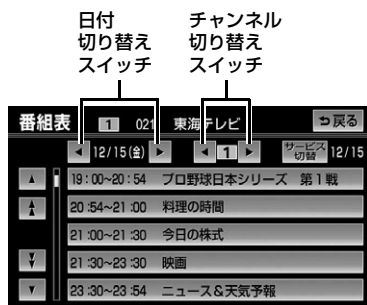 日付
切り替え
スイッチ
チャンネル
切り替え
スイッチ
番組表 1 021 東海テレビ 戻る
12/15(金) 1 サービス切替 12/15
19:00~20:54 プロ野球日本シリーズ 第1戦
20:54~21:00 料理の時間
21:00~21:30 今日の株式
21:30~23:30 映画
23:30~23:54 ニュース&天気予報